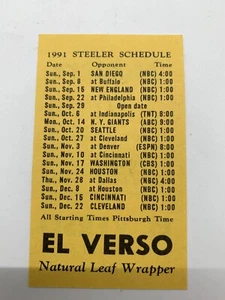 1991 STEELER SCHEDULE
Date Opponent Time
Sun., Sep. 1 SAN DIEGO (NBC) 4:00
Sun., Sep. 8 at Buffalo (NBC) 1:00
Sun., Sep. 15 NEW ENGLAND (NBC) 1:00
Sun., Sep. 22 at Philadelphia (NBC) 1:00
Sun., Sep. 29 Open date
Sun., Oct. 6 at Indianapolis (TNT) 8:00
Mon., Oct. 14 N. Y. GIANTS (ABC) 9:00
Sun., Oct. 20 SEATTLE (NBC) 1:00
Sun., Oct. 27 at Cleveland (NBC) 1:00
Sun., Nov. 3 at Denver (ESPN) 8:00
Sun., Nov. 10 at Cincinnati (NBC) 1:00
Sun., Nov. 17 WASHINGTON (CBS) 1:00
Sun., Nov. 24 HOUSTON (NBC) 1:00
Thu., Nov. 28 at Dallas (NBC) 4:00
Sun., Dec. 8 at Houston (NBC) 1:00
Sun., Dec. 15 CINCINNATI (NBC) 1:00
Sun., Dec. 22 CLEVELAND (NBC) 1:00
All Starting Times Pittsburgh Time
EL VERSO
Natural Leaf Wrapper